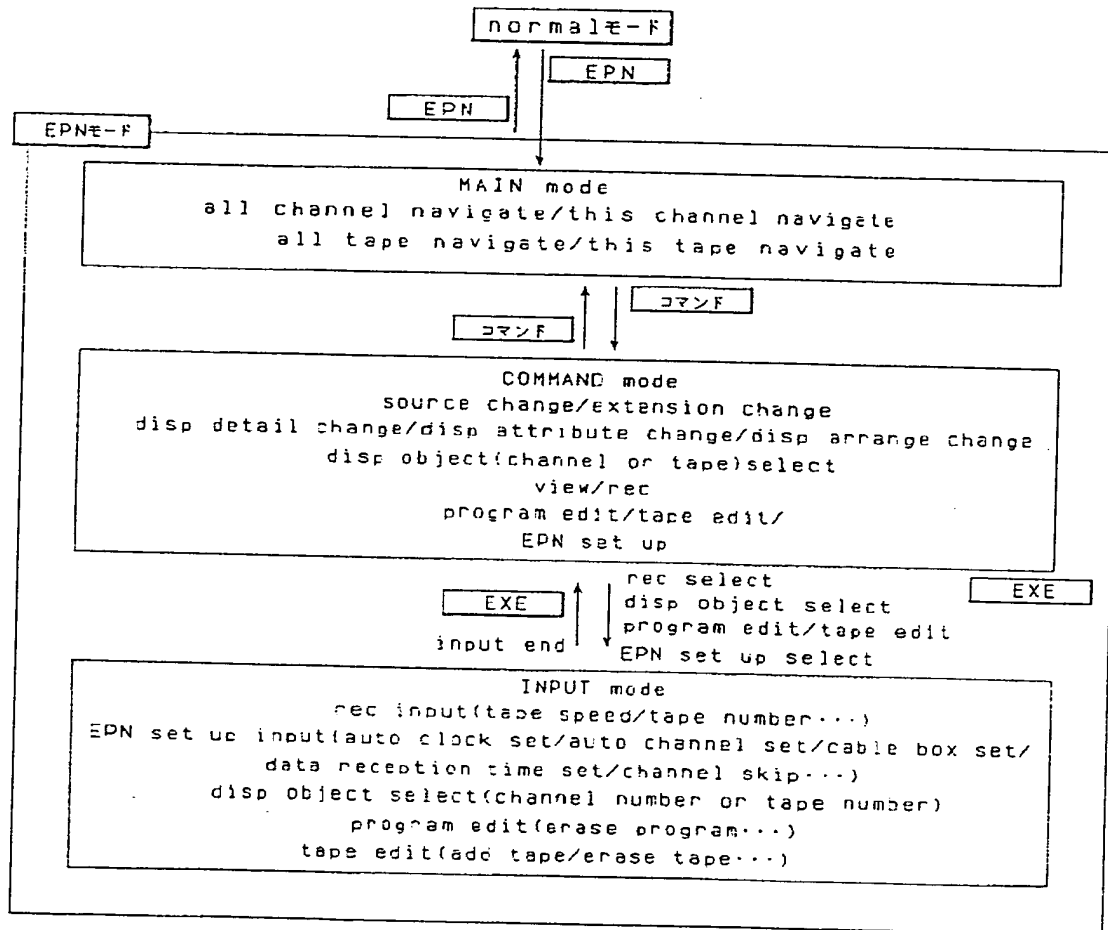 normalモード
EPN
EPN
EPNモード
MAIN mode
all channel navigate/this channel navigate
all tape navigate/this tape navigate
コマンド
コマンド
COMMAND mode
source change/extension change
disp detail change/disp attribute change/disp arrange change
disp object(channel or tape)select
view/rec
program edit/tape edit/
EPN set up
rec select
EXE
EXE
disp object select
program edit/tape edit
input end
EPN set up select
INPUT mode
rec input(tape speed/tape number···)
EPN set up input(auto clock set/auto channel set/cable box set/
data reception time set/channel skip···)
disp object select(channel number or tape number)
program edit(erase program···)
tape edit(add tape/erase tape···)